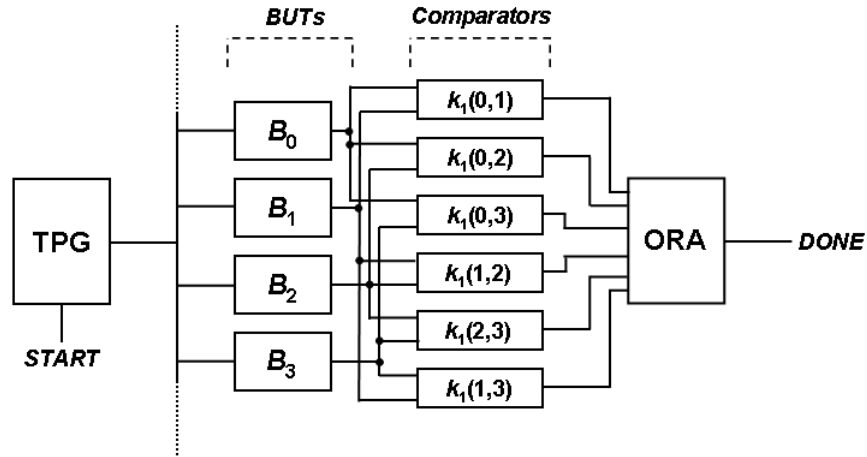 BUTs
Comparators
TPG
START
B₀
B₁
B₂
B₃
k₁(0,1)
k₁(0,2)
k₁(0,3)
k₁(1,2)
k₁(2,3)
k₁(1,3)
ORA
DONE